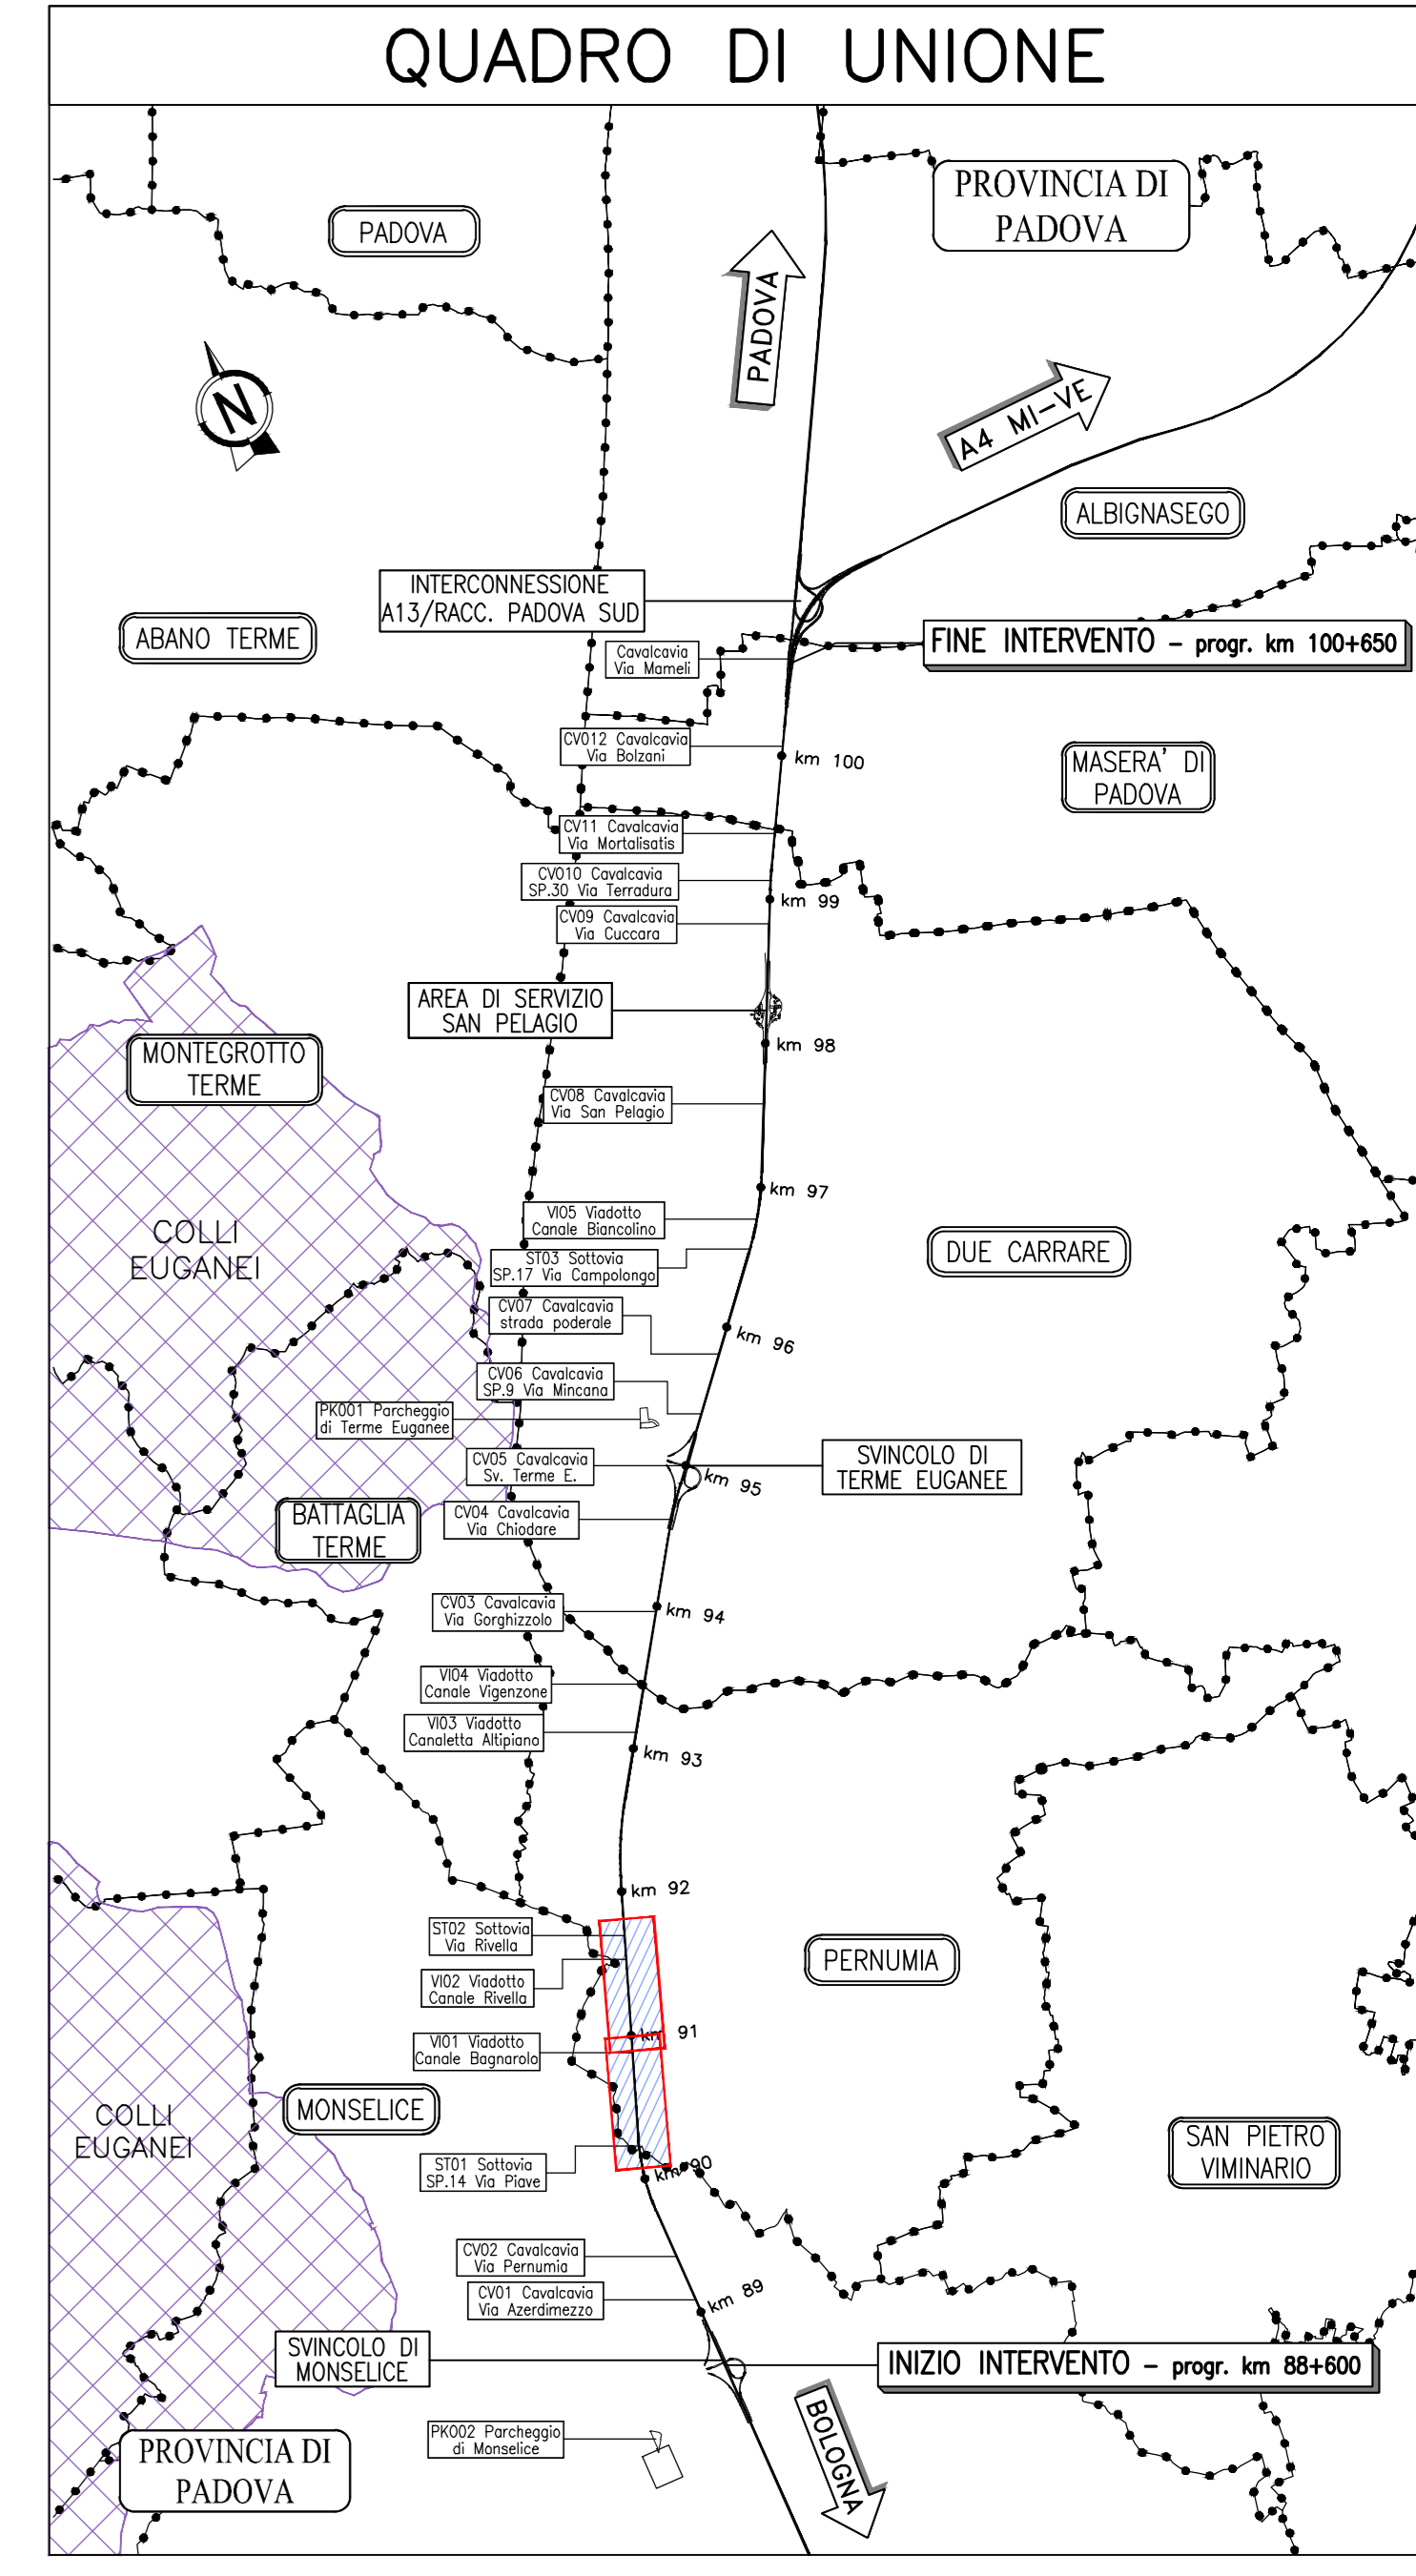 QUADRO DI UNIONE
PROVINCIA DI
PADOVA
PADOVA
PADOVA
N
A4 MI-VE
ALBIGNASEGO
INTERCONNESSIONE
A13/RACC. PADOVA SUD
ABANO TERME
FINE INTERVENTO - progr. km 100+650
Cavalcavia
Via Mameli
CV012 Cavalcavia
Via Bolzani
km 100
MASERA' DI
PADOVA
CV11 Cavalcavia
Via Mortalisatis
CV010 Cavalcavia
SP.30 Via Terradura
km 99
CV09 Cavalcavia
Via Cuccara
AREA DI SERVIZIO
SAN PELAGIO
km 98
MONTEGROTTO
TERME
CV08 Cavalcavia
Via San Pelagio
km 97
VI05 Viadotto
Canale Biancolino
COLLI
EUGANEI
DUE CARRARE
ST03 Sottovia
SP.17 Via Campolongo
CV07 Cavalcavia
strada poderale
km 96
CV06 Cavalcavia
SP.9 Via Mincana
PK001 Parcheggio
di Terme Euganee
CV05 Cavalcavia
Sv. Terme E.
km 95
SVINCOLO DI
TERME EUGANEE
BATTAGLIA
TERME
CV04 Cavalcavia
Via Chiodare
CV03 Cavalcavia
Via Gorghizzolo
km 94
VI04 Viadotto
Canale Vigenzone
VI03 Viadotto
Canaletta Altipiano
km 93
km 92
ST02 Sottovia
Via Rivella
PERNUMIA
VI02 Viadotto
Canale Rivella
km 91
VI01 Viadotto
Canale Bagnarolo
MONSELICE
COLLI
EUGANEI
SAN PIETRO
VIMINARIO
ST01 Sottovia
SP.14 Via Piave
km 90
CV02 Cavalcavia
Via Pernumia
CV01 Cavalcavia
Via Azerdimezzo
km 89
SVINCOLO DI
MONSELICE
INIZIO INTERVENTO - progr. km 88+600
BOLOGNA
PK002 Parcheggio
di Monselice
PROVINCIA DI
PADOVA